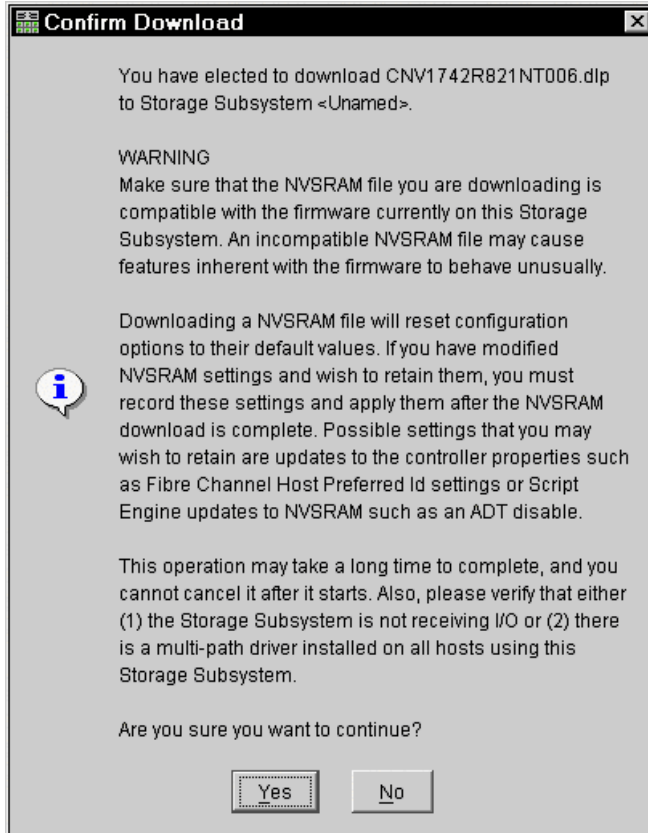 Confirm Download
You have elected to download CNV1742R821NT006.dlp
to Storage Subsystem <Unamed>.
WARNING
Make sure that the NVSRAM file you are downloading is
compatible with the firmware currently on this Storage
Subsystem. An incompatible NVSRAM file may cause
features inherent with the firmware to behave unusually.
Downloading a NVSRAM file will reset configuration
options to their default values. If you have modified
NVSRAM settings and wish to retain them, you must
record these settings and apply them after the NVSRAM
download is complete. Possible settings that you may
wish to retain are updates to the controller properties such
as Fibre Channel Host Preferred Id settings or Script
Engine updates to NVSRAM such as an ADT disable.
This operation may take a long time to complete, and you
cannot cancel it after it starts. Also, please verify that either
(1) the Storage Subsystem is not receiving I/O or (2) there
is a multi-path driver installed on all hosts using this
Storage Subsystem.
Are you sure you want to continue?
Yes No